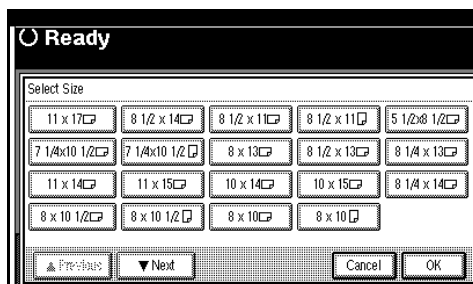 Ready
Select Size
11 x 17 8 1/2 x 14 8 1/2 x 11 8 1/2 x 11 5 1/2x8 1/2
7 1/4x10 1/2 7 1/4x10 1/2 8 x 13 8 1/2 x 13 8 1/4 x 13
11 x 14 11 x 15 10 x 14 10 x 15 8 1/4 x 14
8 x 10 1/2 8 x 10 1/2 8 x 10 8 x 10
▲ Previous ▼ Next Cancel OK